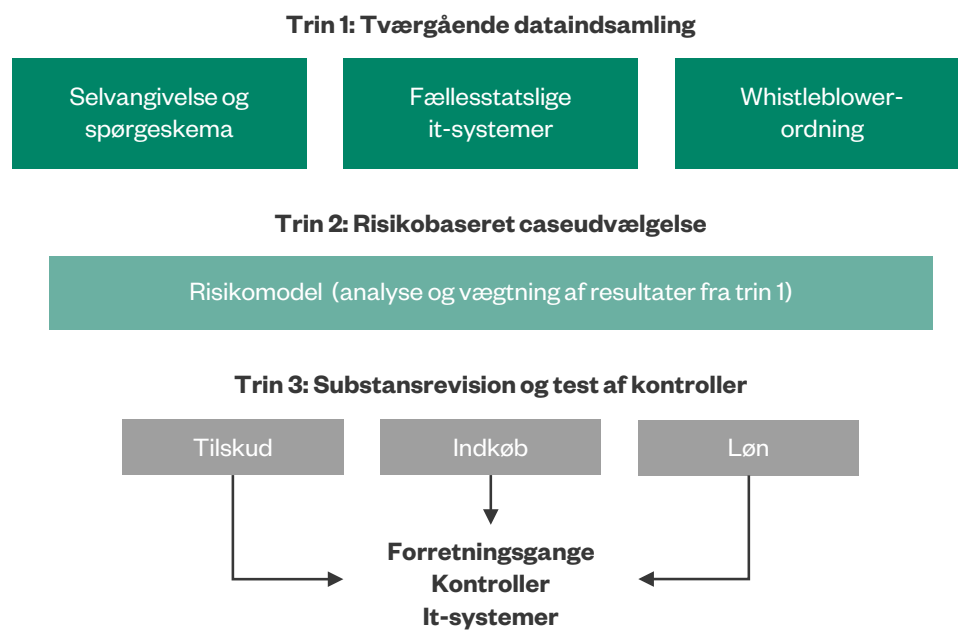 Trin 1: Tværgående dataindsamling
Selvangivelse og
spørgeskema
Fællesstatslige
it-systemer
Whistleblower-
ordning
Trin 2: Risikobaseret caseudvælgelse
Risikomodel (analyse og vægtning af resultater fra trin 1)
Trin 3: Substansrevision og test af kontroller
Tilskud
Indkøb
Løn
Forretningsgange
Kontroller
It-systemer